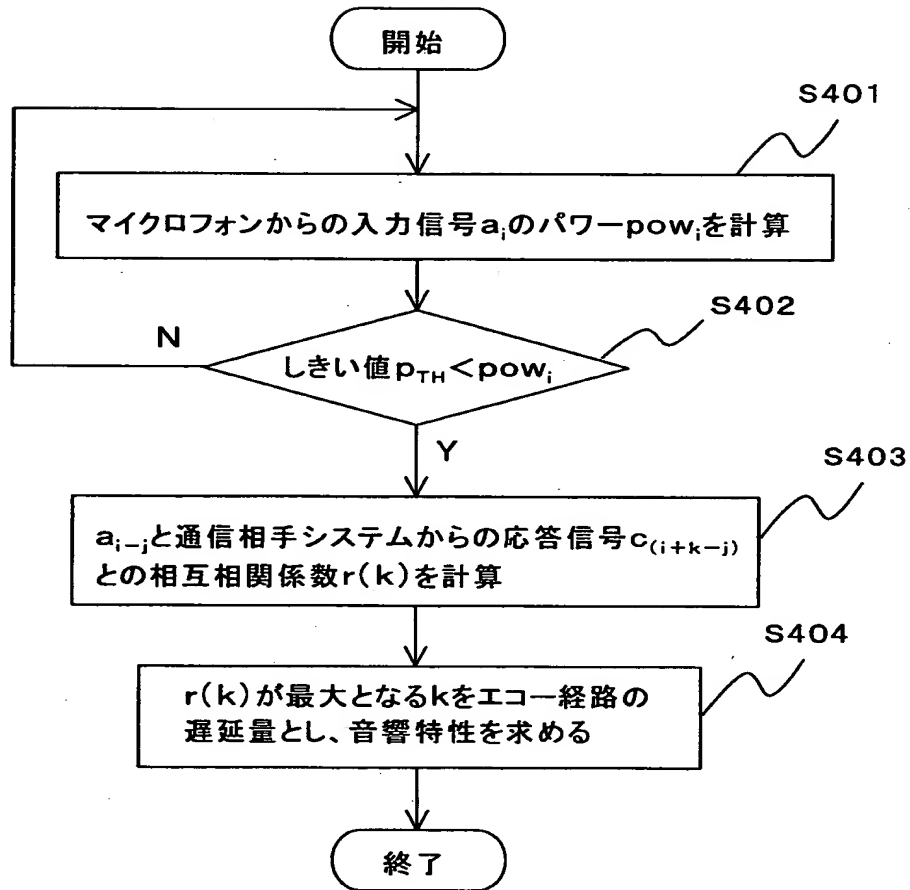 開始
S401
マイクロフォンからの入力信号aᵢのパワーpowᵢを計算
S402
N
しきい値p_TH<powᵢ
Y
S403
a_{i-j}と通信相手システムからの応答信号c_{(i+k-j)}
との相互相関係数r(k)を計算
S404
r(k)が最大となるkをエコー経路の
遅延量とし、音響特性を求める
終了